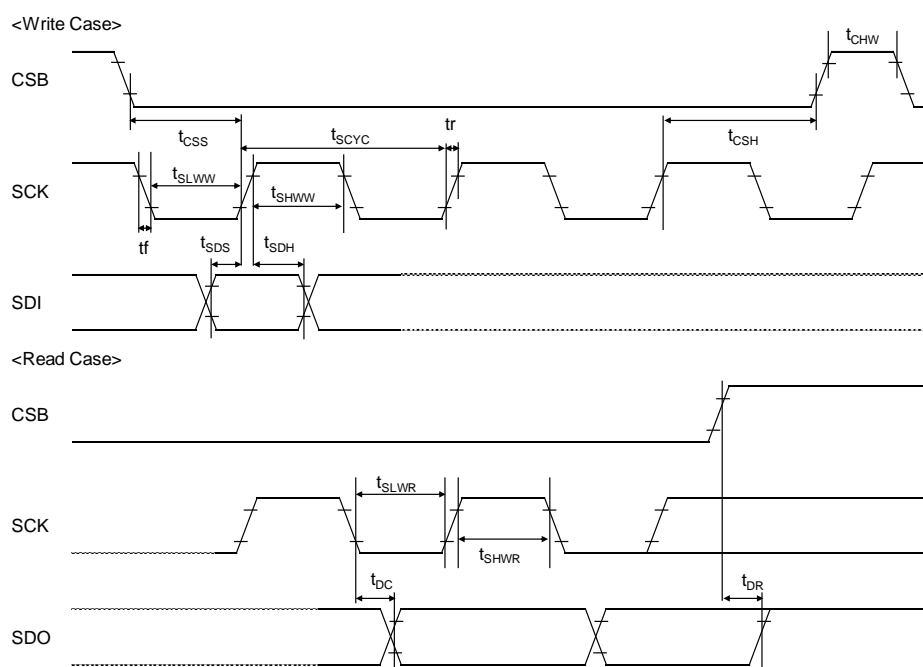 <Write Case>
CSB
tCHW
tCSS
tSCYC
tr
tCSH
SCK
tSLWW
tSHWW
tf
tSDS
tSDH
SDI
<Read Case>
CSB
SCK
tSLWR
tSHWR
tDC
tDR
SDO